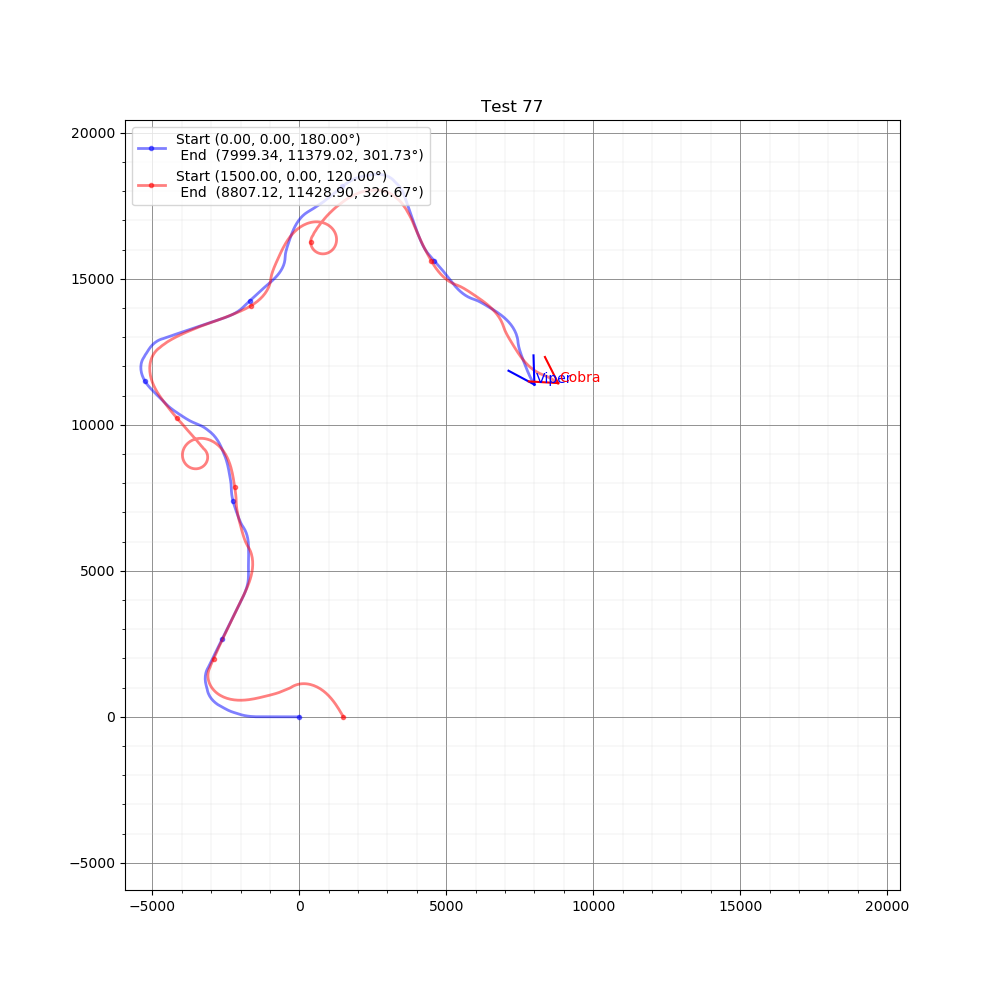 Test 77
20000
15000
10000
5000
0
−5000
Start (0.00, 0.00, 180.00°)
End  (7999.34, 11379.02, 301.73°)
Start (1500.00, 0.00, 120.00°)
End  (8807.12, 11428.90, 326.67°)
Viper
Cobra
−5000
0
5000
10000
15000
20000